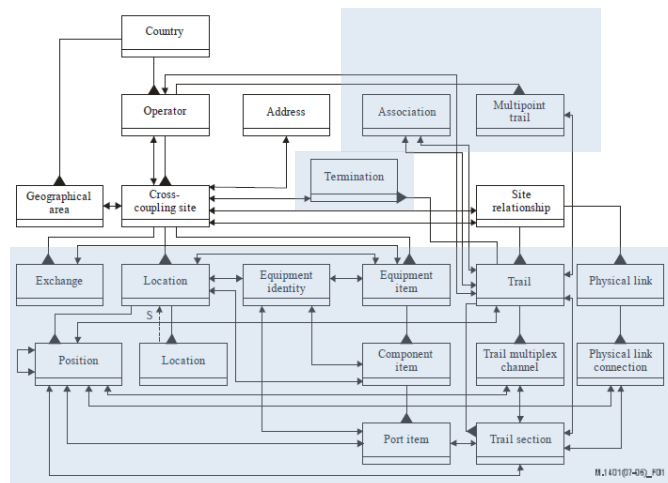 Country
Operator
Address
Association
Multipoint
trail
Termination
Geographical
area
Cross-
coupling site
Site
relationship
Exchange
Location
Equipment
identity
Equipment
item
Trail
Physical link
S
Position
Location
Component
item
Trail multiplex
channel
Physical link
connection
Port item
Trail section
M.1401(07-06)_F01